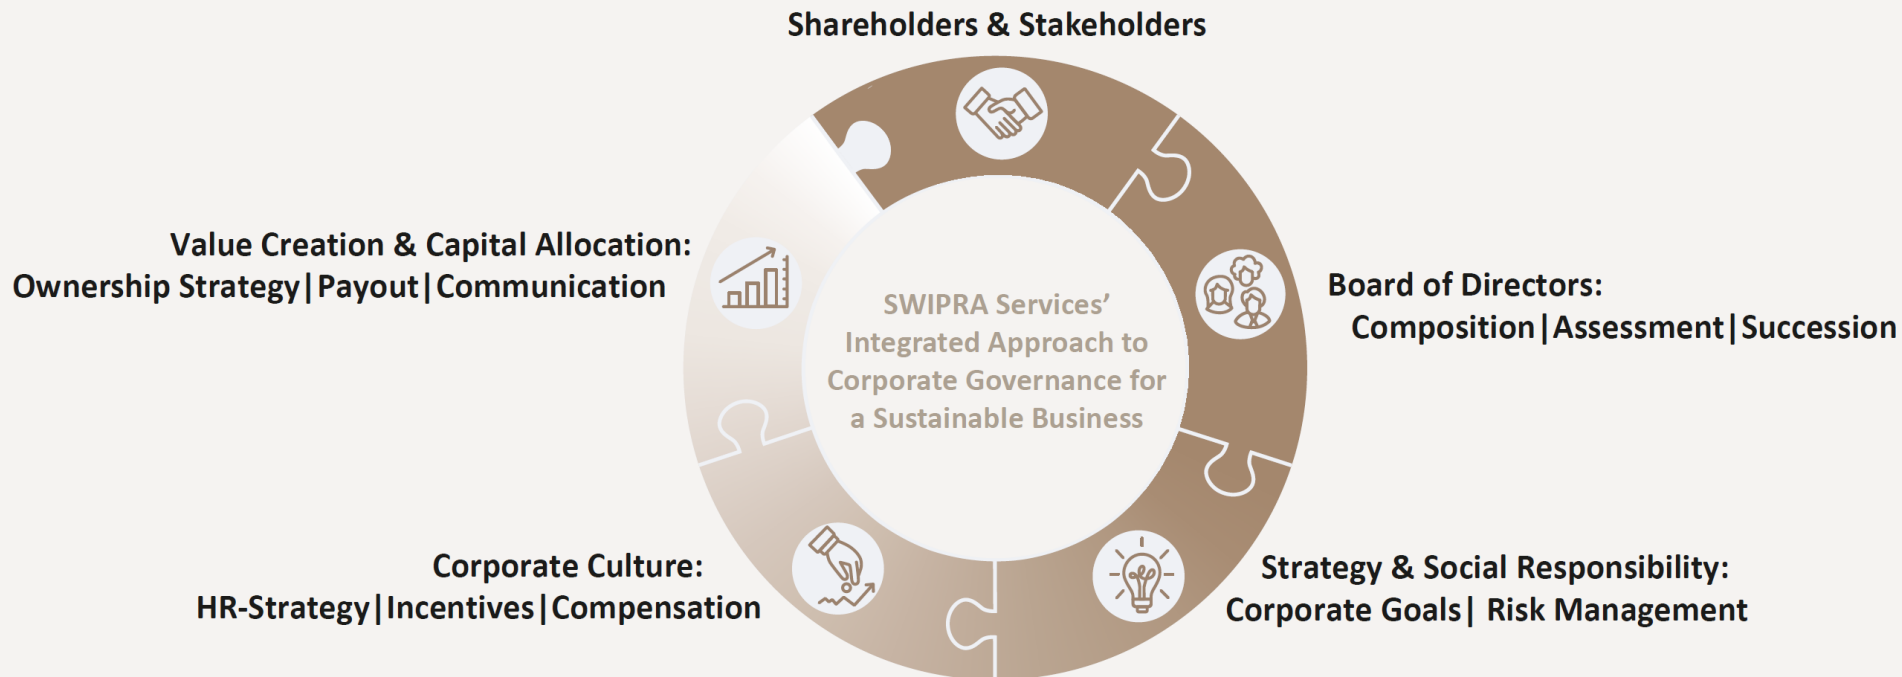 Shareholders & Stakeholders
Value Creation & Capital Allocation:
Ownership Strategy|Payout|Communication
SWIPRA Services’
Integrated Approach to
Corporate Governance for
a Sustainable Business
Board of Directors:
Composition|Assessment|Succession
Corporate Culture:
HR-Strategy|Incentives|Compensation
Strategy & Social Responsibility:
Corporate Goals| Risk Management